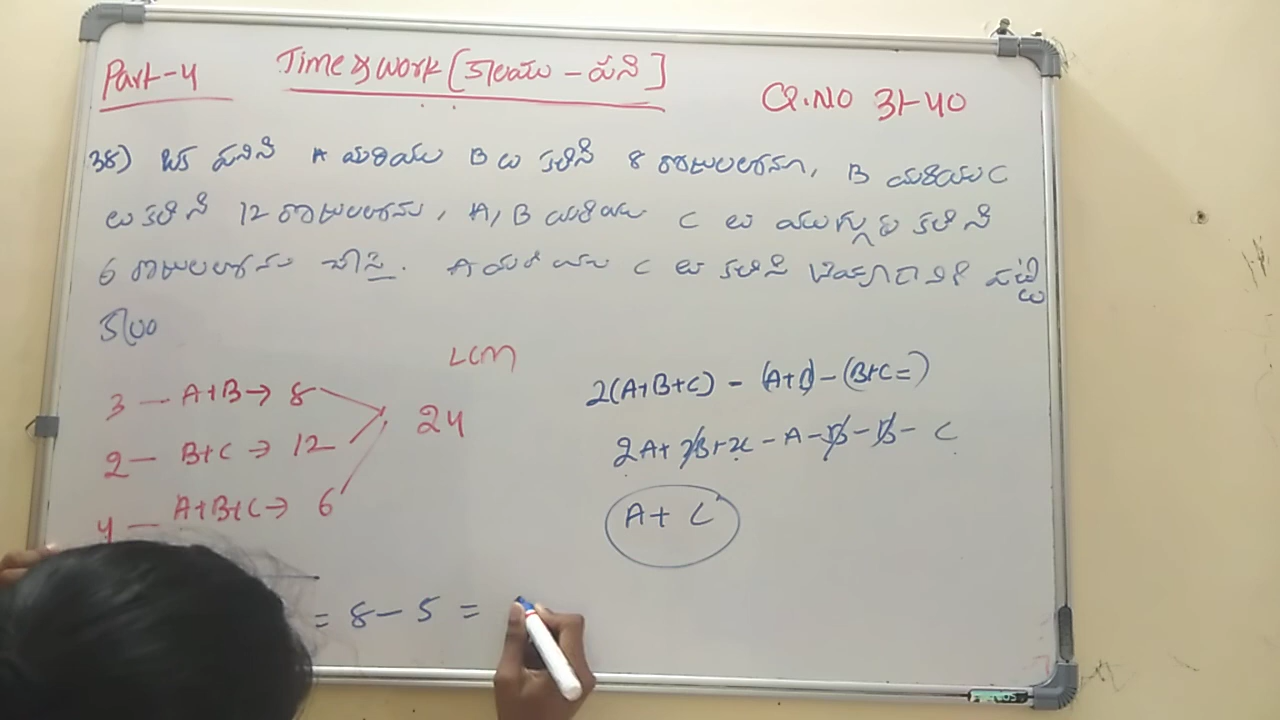 Part-4 Time & work [కాలము - పని]
Q.NO 31-40
38) ఒక పనిని A మరియు B లు కలిసి 8 రోజులలోను, B మరియు C
లు కలిసి 12 రోజులలోను, A, B మరియు C లు ముగ్గురు కలిసి
6 రోజులలోను చేస్తే. A మరియు C లు కలిసి చేయడానికి పట్టు
కాలం
LCM
3 — A+B → 8
2 — B+C → 12
4 — A+B+C → 6
24
2(A+B+C) - (A+B) - (B+C=)
2A + 2B + 2C - A - B - B - C
A + C
= 8 - 5 =